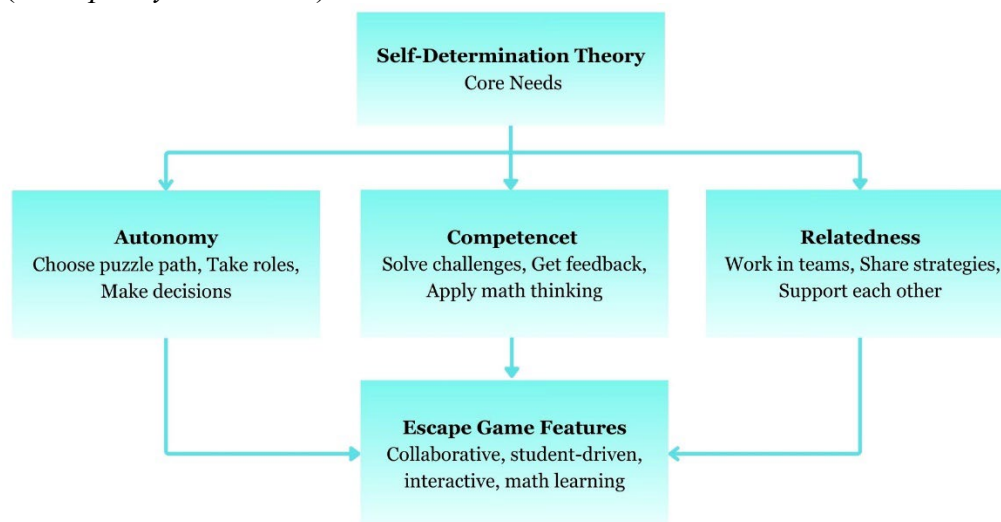 Self-Determination Theory
Core Needs
Autonomy
Choose puzzle path, Take roles,
Make decisions
Competencet
Solve challenges, Get feedback,
Apply math thinking
Relatedness
Work in teams, Share strategies,
Support each other
Escape Game Features
Collaborative, student-driven,
interactive, math learning